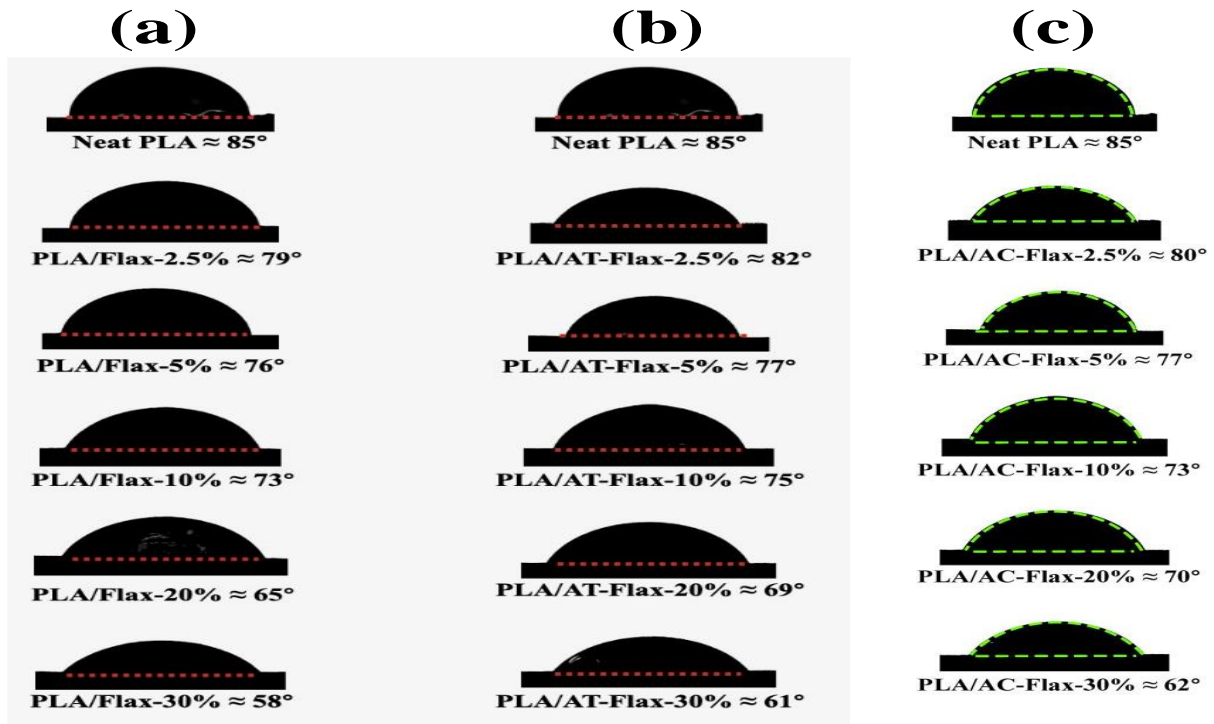 (a)
(b)
(c)
Neat PLA ≈ 85°
Neat PLA ≈ 85°
Neat PLA ≈ 85°
PLA/Flax-2.5% ≈ 79°
PLA/AT-Flax-2.5% ≈ 82°
PLA/AC-Flax-2.5% ≈ 80°
PLA/Flax-5% ≈ 76°
PLA/AT-Flax-5% ≈ 77°
PLA/AC-Flax-5% ≈ 77°
PLA/Flax-10% ≈ 73°
PLA/AT-Flax-10% ≈ 75°
PLA/AC-Flax-10% ≈ 73°
PLA/Flax-20% ≈ 65°
PLA/AT-Flax-20% ≈ 69°
PLA/AC-Flax-20% ≈ 70°
PLA/Flax-30% ≈ 58°
PLA/AT-Flax-30% ≈ 61°
PLA/AC-Flax-30% ≈ 62°